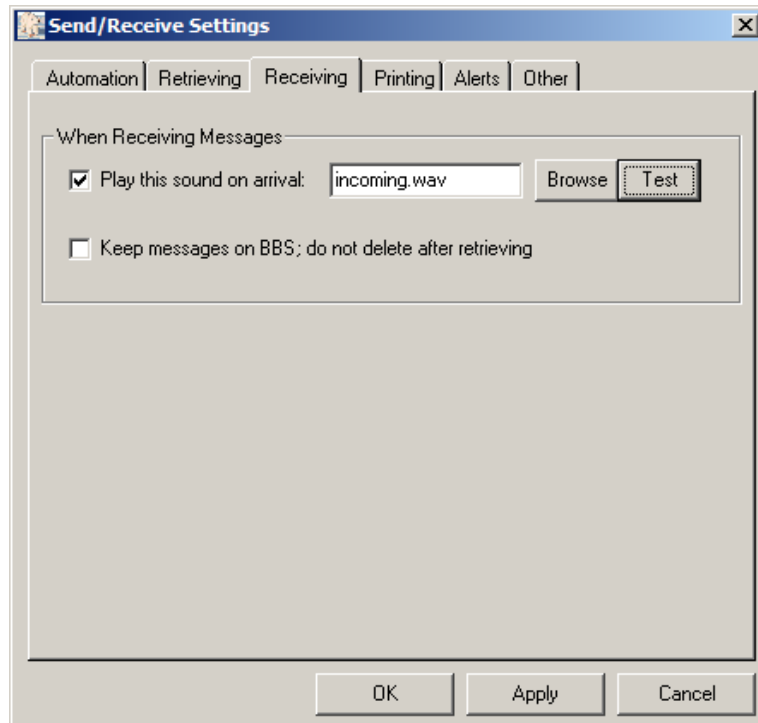 Send/Receive Settings
Automation Retrieving Receiving Printing Alerts Other
When Receiving Messages
Play this sound on arrival: incoming.wav Browse Test
Keep messages on BBS; do not delete after retrieving
OK Apply Cancel